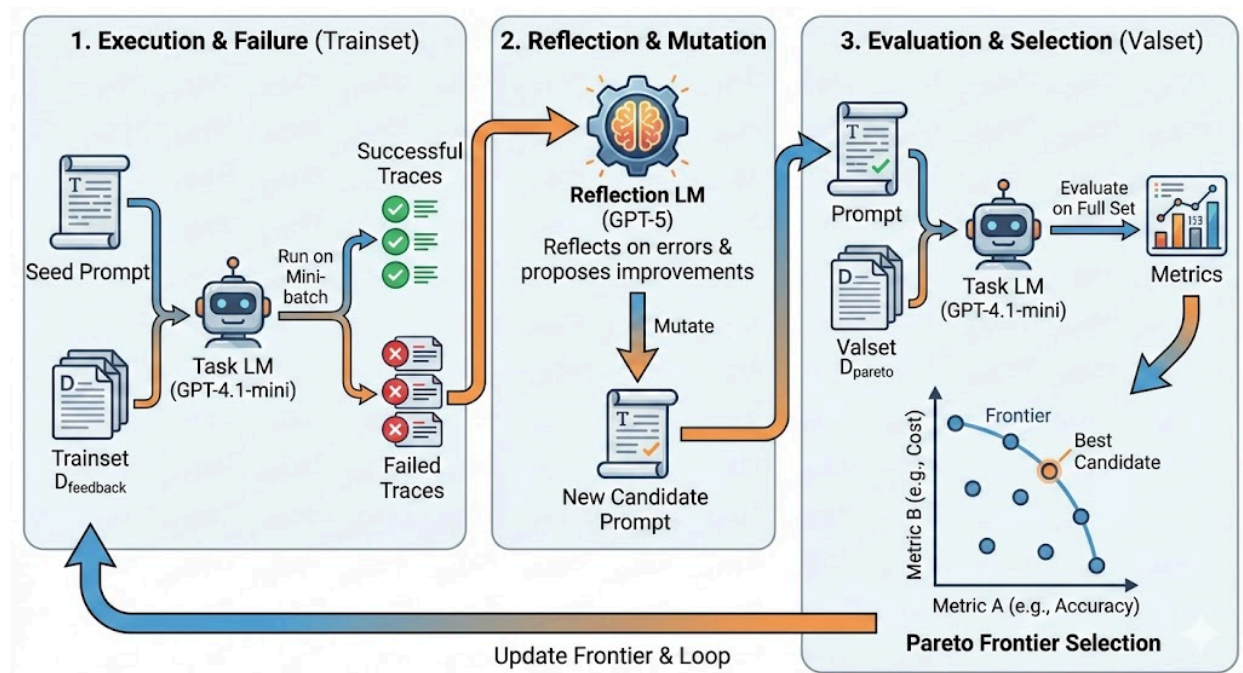 1. Execution & Failure (Trainset)
T
Seed Prompt
D
Trainset
D_feedback
Task LM
(GPT-4.1-mini)
Run on
Mini-
batch
Successful
Traces
Failed
Traces
2. Reflection & Mutation
Reflection LM
(GPT-5)
Reflects on errors &
proposes improvements
Mutate
T
New Candidate
Prompt
3. Evaluation & Selection (Valset)
T
Prompt
D
Valset
D_pareto
Task LM
(GPT-4.1-mini)
Evaluate
on Full Set
153
Metrics
Frontier
Best
Candidate
Metric B (e.g., Cost)
Metric A (e.g., Accuracy)
Pareto Frontier Selection
Update Frontier & Loop